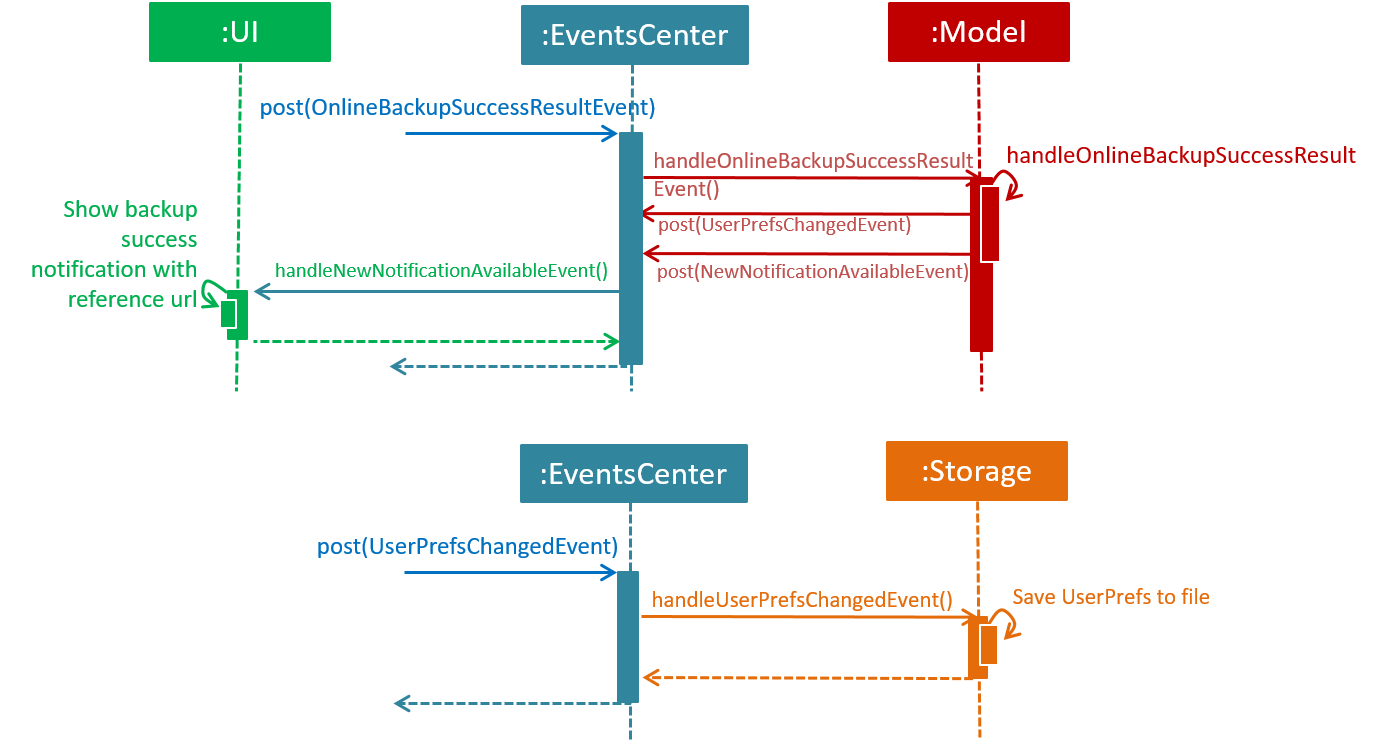 :UI
:EventsCenter
:Model
post(OnlineBackupSuccessResultEvent)
handleOnlineBackupSuccessResult
Event()
handleOnlineBackupSuccessResult
post(UserPrefsChangedEvent)
post(NewNotificationAvailableEvent)
Show backup
success
notification with
reference url
handleNewNotificationAvailableEvent()
:EventsCenter
:Storage
post(UserPrefsChangedEvent)
handleUserPrefsChangedEvent()
Save UserPrefs to file